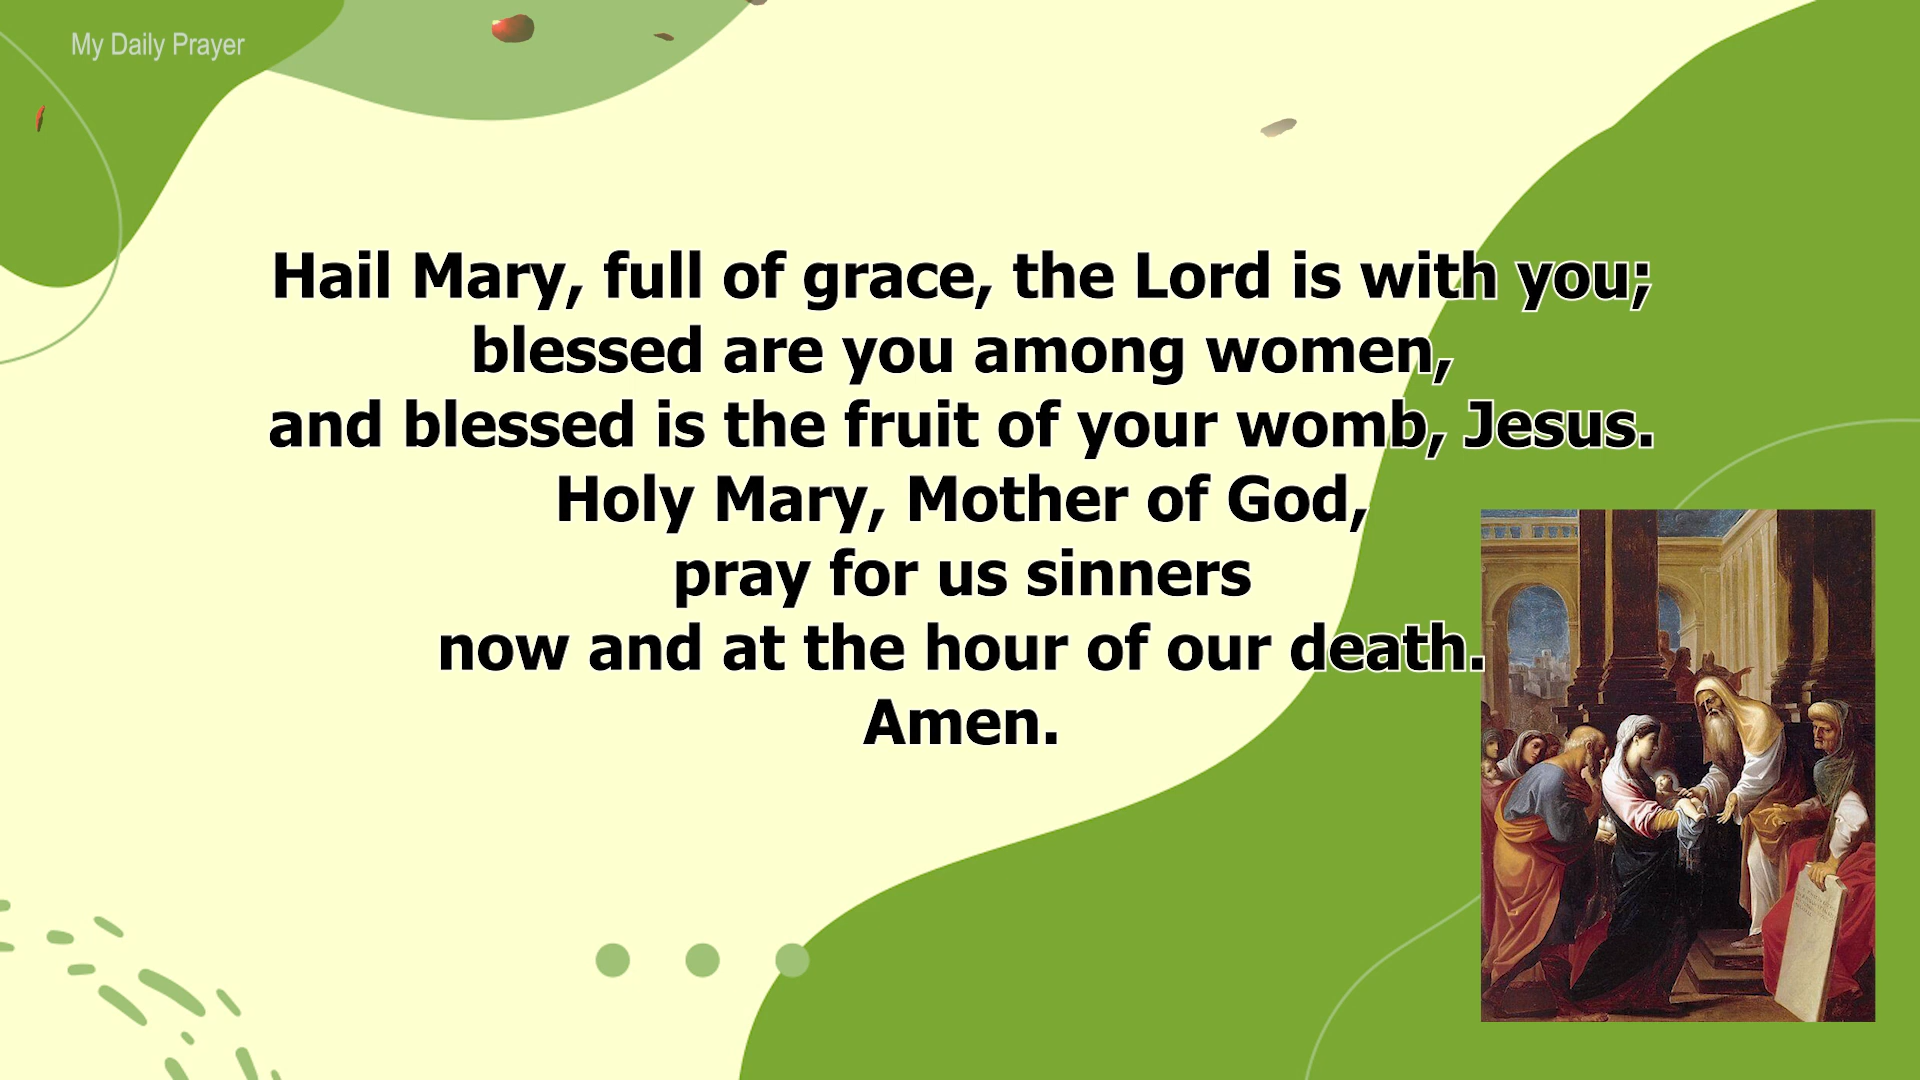 My Daily Prayer
Hail Mary, full of grace, the Lord is with you;
blessed are you among women,
and blessed is the fruit of your womb, Jesus.
Holy Mary, Mother of God,
pray for us sinners
now and at the hour of our death.
Amen.